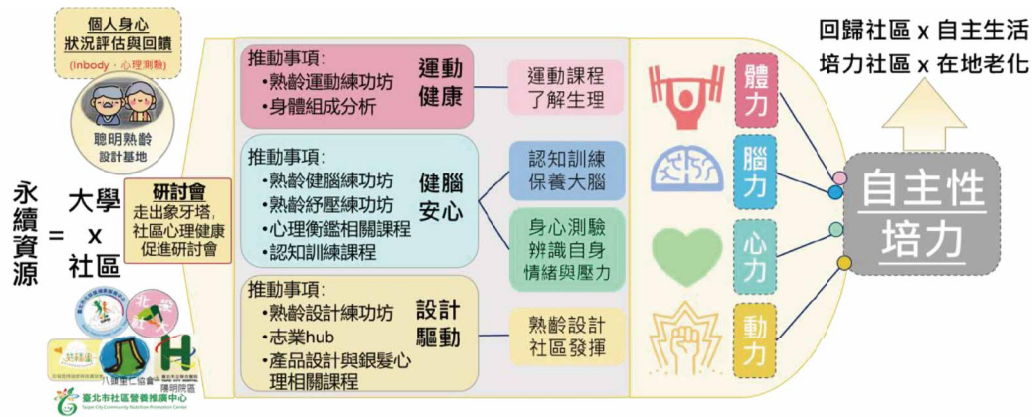 個人身心
狀況評估與回饋
(Inbody、心理測驗)
聰明熟齡
設計基地
永續資源
=
大學
x
社區
研討會
走出象牙塔,
社區心理健康
促進研討會
北投
社大
八頭里仁協會
陽明院區
臺北市社區營養推廣中心
Taipei City Community Nutrition Promotion Center
推動事項:
•熟齡運動練功坊
•身體組成分析
運動
健康
推動事項:
•熟齡健腦練功坊
•熟齡紓壓練功坊
•心理衡鑑相關課程
•認知訓練課程
健腦
安心
推動事項:
•熟齡設計練功坊
•志業hub
•產品設計與銀髮心
理相關課程
設計
驅動
運動課程
了解生理
認知訓練
保養大腦
身心測驗
辨識自身
情緒與壓力
熟齡設計
社區發揮
體力
腦力
心力
動力
自主性
培力
回歸社區 x 自主生活
培力社區 x 在地老化